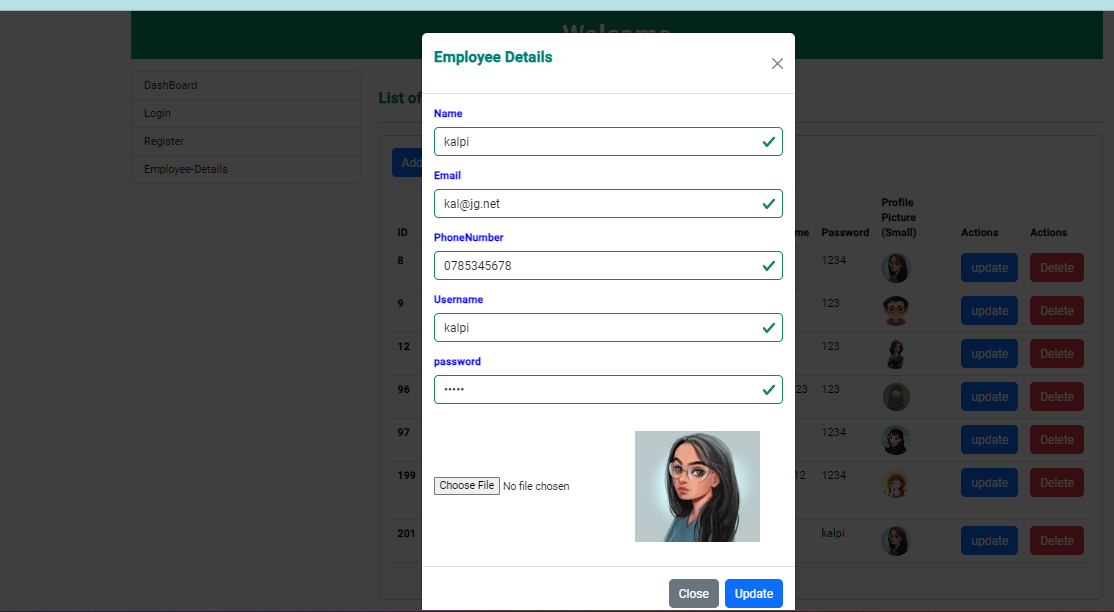 Welcome
Employee Details
DashBoard
Login
Register
Employee-Details
List of
Add
Name
kalpi
Email
kal@jg.net
PhoneNumber
0785345678
Username
kalpi
password
•••••
Choose File No file chosen
Close Update
ID me Password Profile Picture (Small) Actions Actions
8 1234 update Delete
9 123 update Delete
12 123 update Delete
96 23 123 update Delete
97 1234 update Delete
199 12 1234 update Delete
201 kalpi update Delete